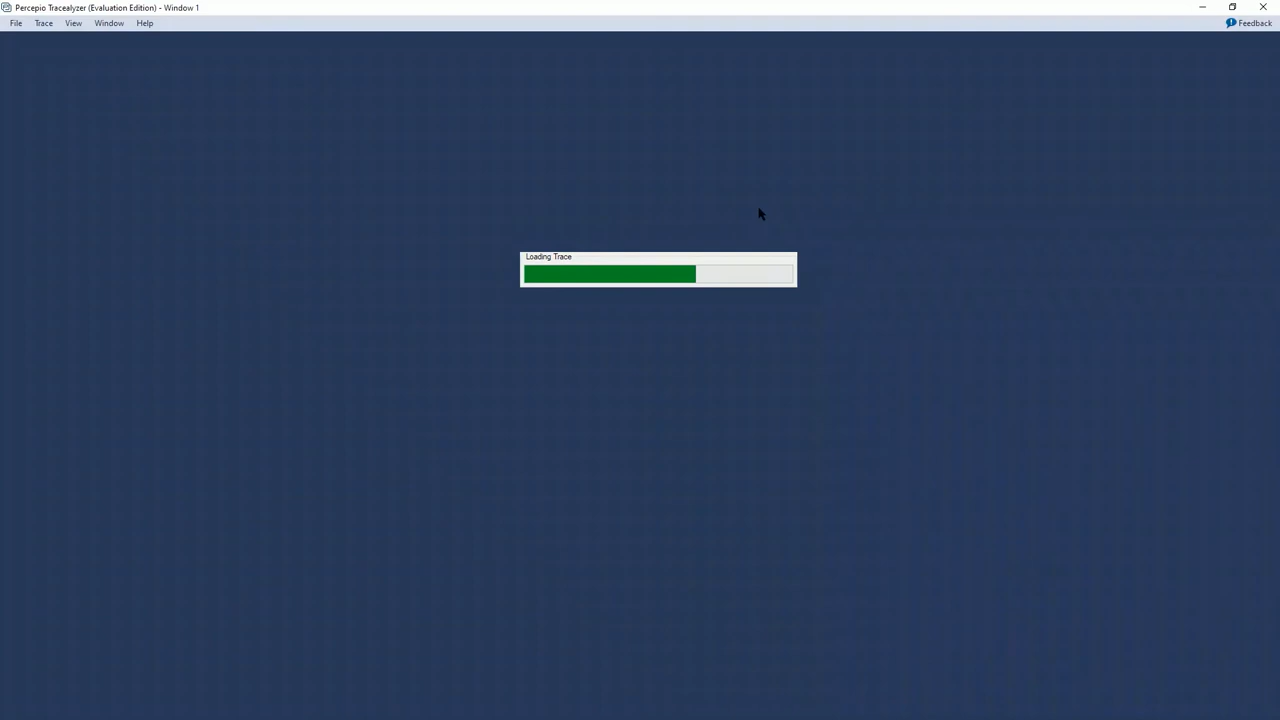 Percepio Tracealyzer (Evaluation Edition) - Window 1
File Trace View Window Help Feedback
Loading Trace